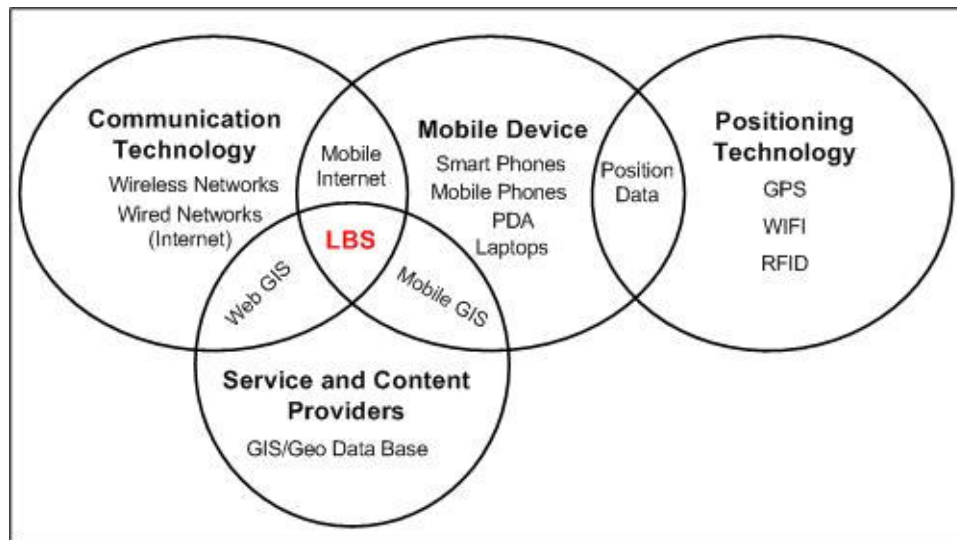 Communication
Technology
Wireless Networks
Wired Networks
(Internet)
Mobile
Internet
Mobile Device
Smart Phones
Mobile Phones
PDA
Laptops
Position
Data
Positioning
Technology
GPS
WIFI
RFID
LBS
Web GIS
Mobile GIS
Service and Content
Providers
GIS/Geo Data Base